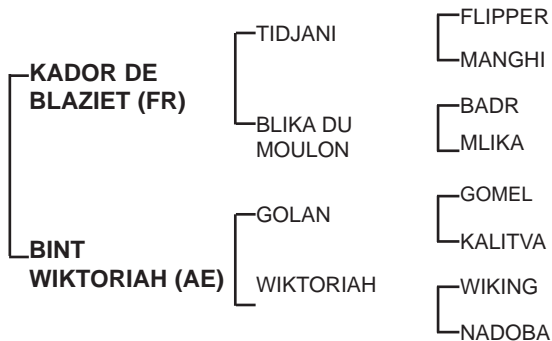 KADOR DE
BLAZIET (FR)
BINT
WIKTORIAH (AE)
TIDJANI
BLIKA DU
MOULON
GOLAN
WIKTORIAH
FLIPPER
MANGHI
BADR
MLIKA
GOMEL
KALITVA
WIKING
NADOBA